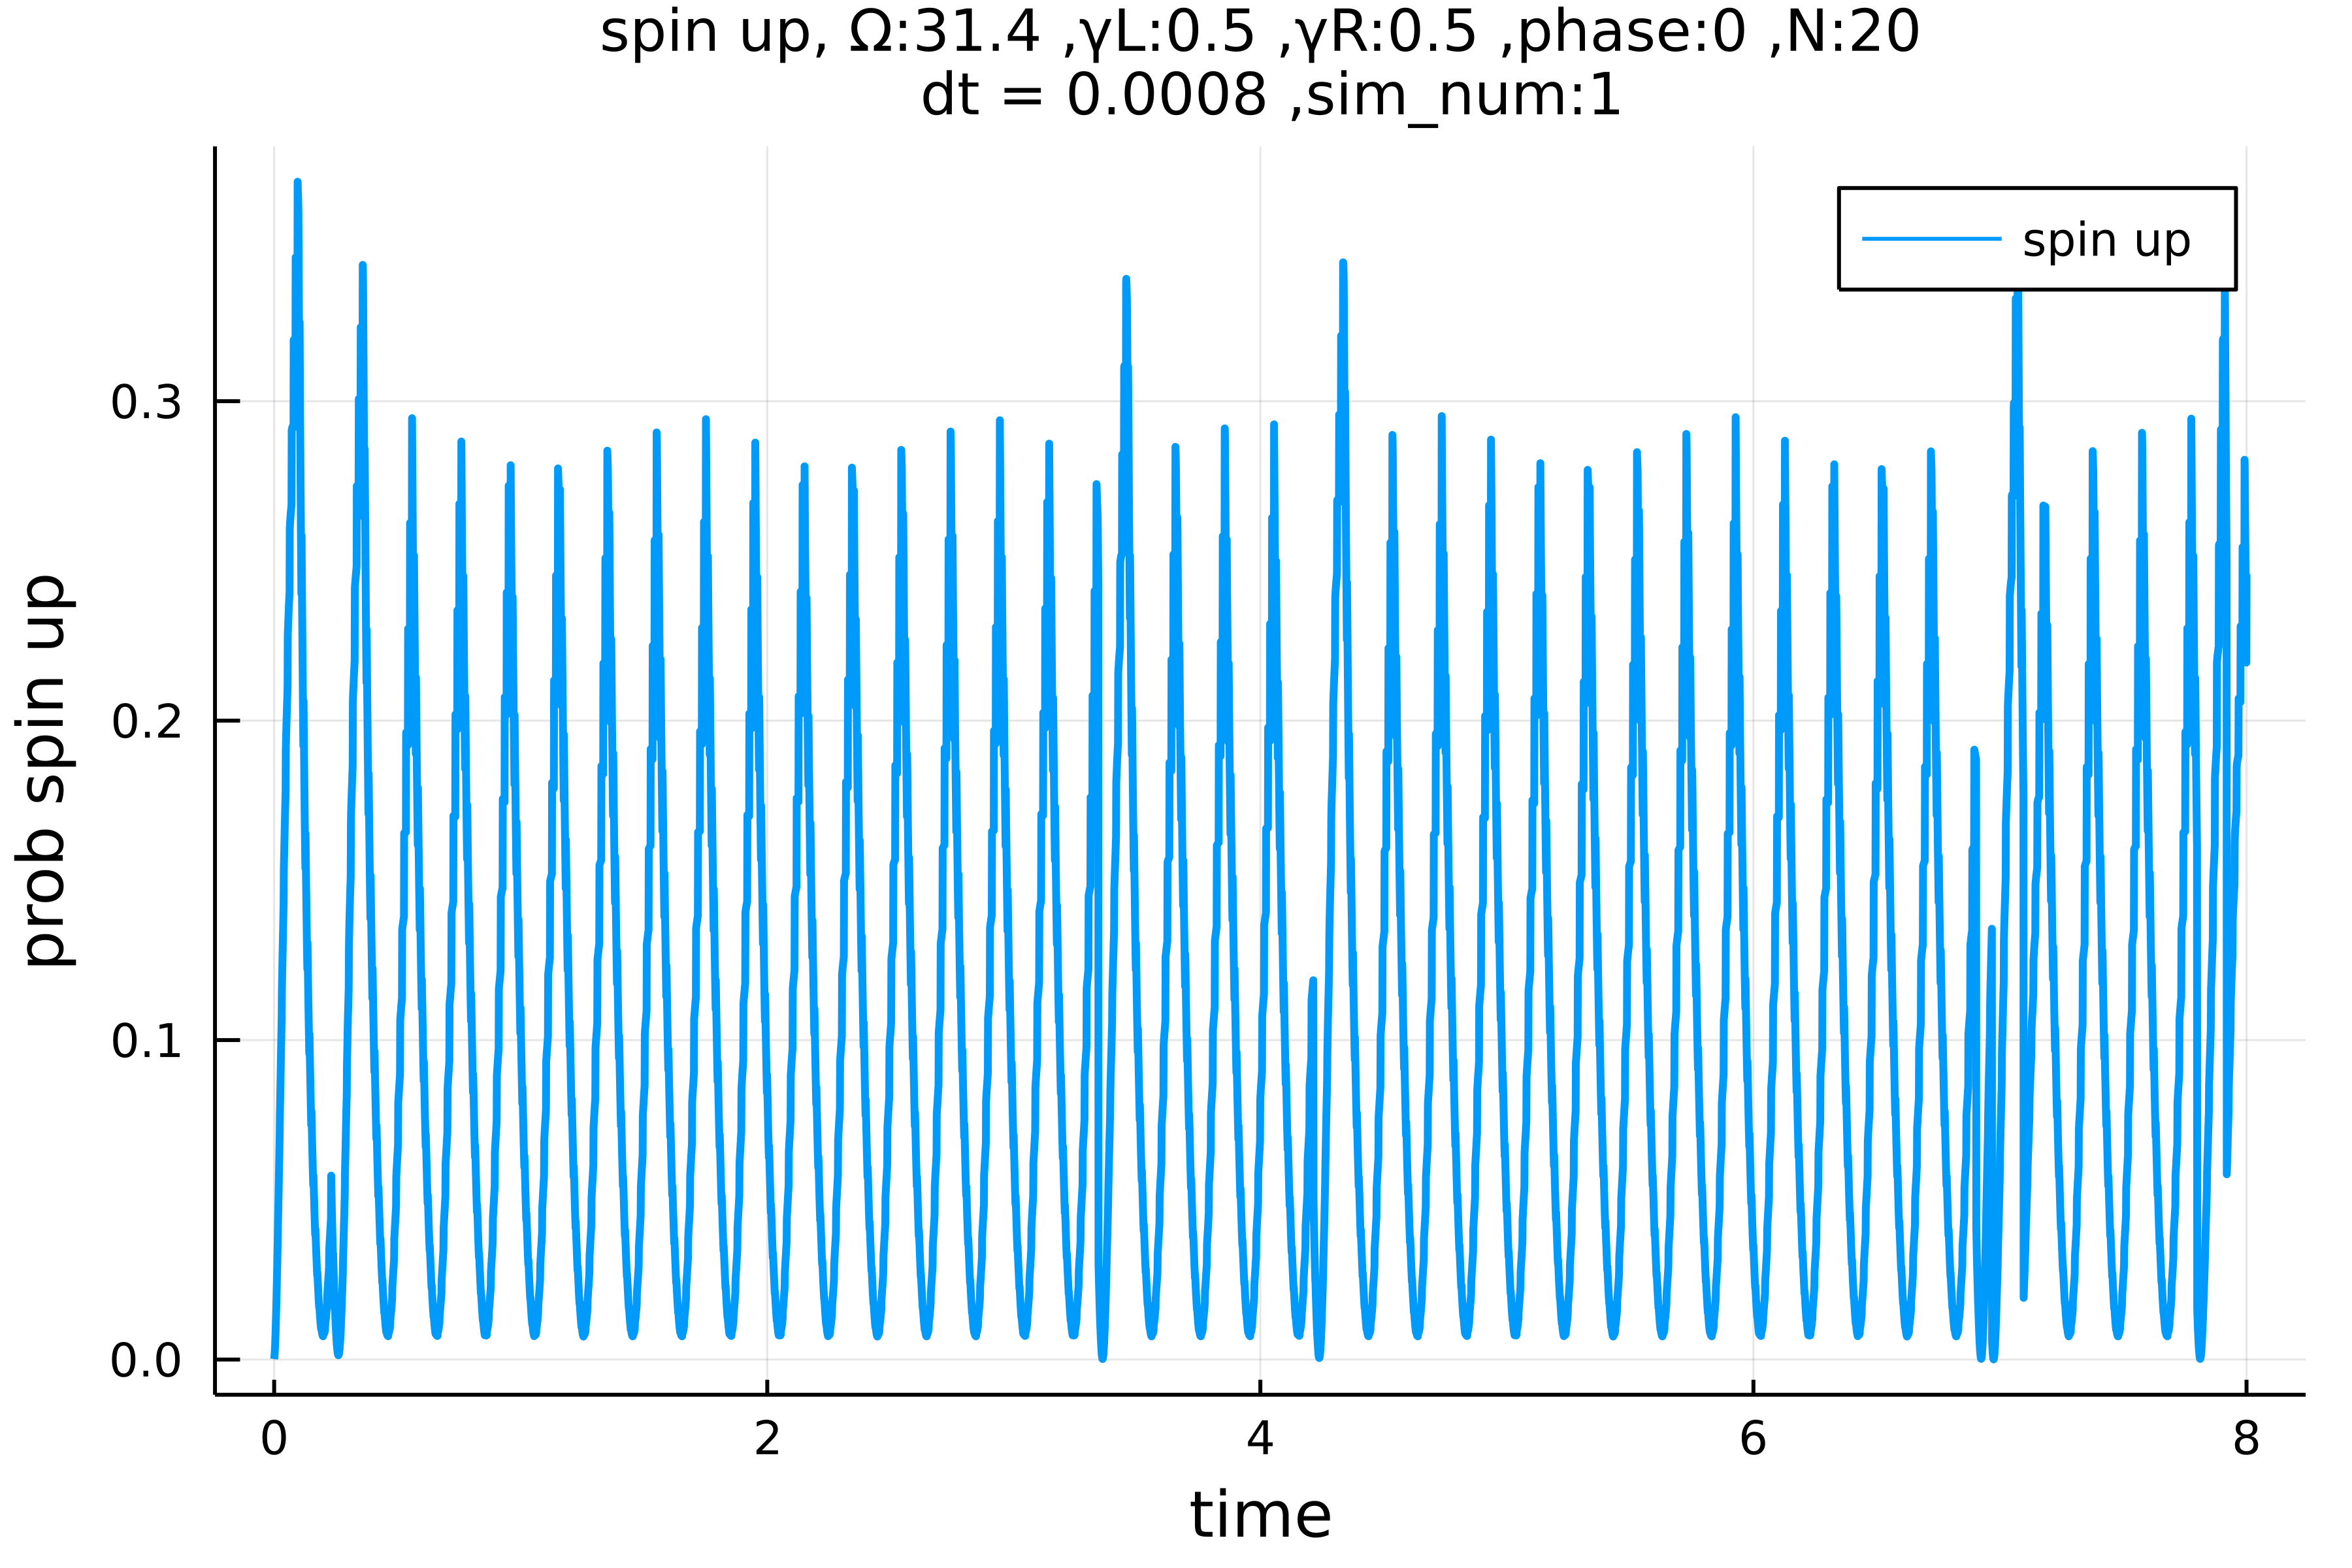 spin up, Ω:31.4 ,γL:0.5 ,γR:0.5 ,phase:0 ,N:20
dt = 0.0008 ,sim_num:1
spin up
prob spin up
0.3
0.2
0.1
0.0
0 2 4 6 8
time